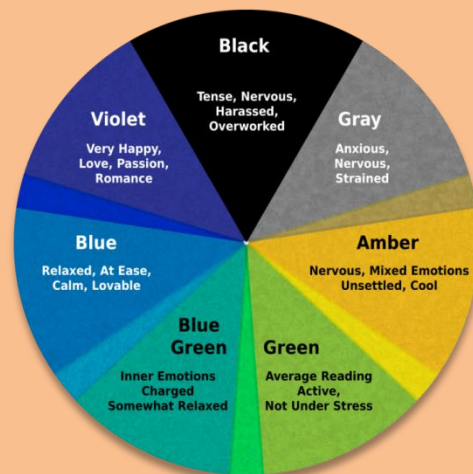 Black
Tense, Nervous,
Harassed,
Overworked
Gray
Anxious,
Nervous,
Strained
Amber
Nervous, Mixed Emotions
Unsettled, Cool
Green
Average Reading
Active,
Not Under Stress
Blue
Green
Inner Emotions
Charged
Somewhat Relaxed
Blue
Relaxed, At Ease,
Calm, Lovable
Violet
Very Happy,
Love, Passion,
Romance